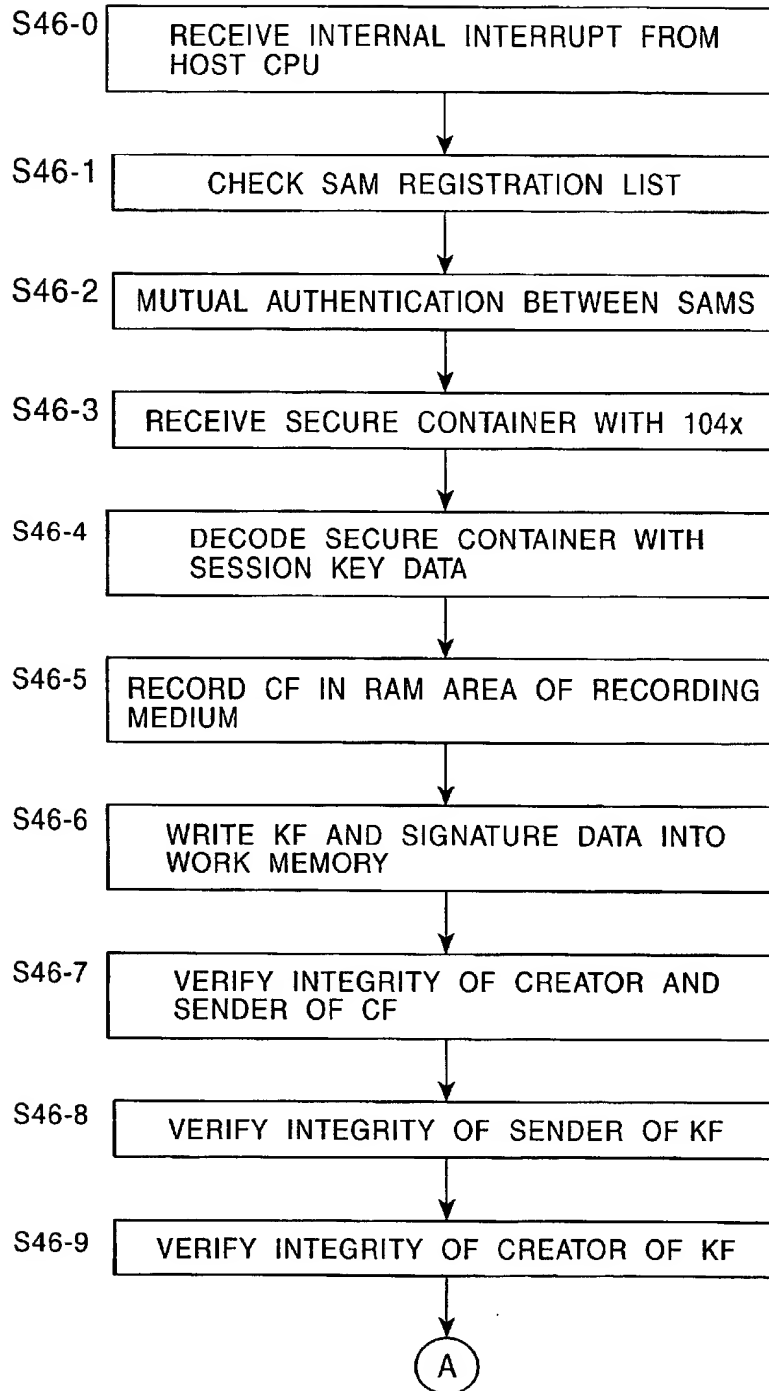 S46-0
RECEIVE INTERNAL INTERRUPT FROM
HOST CPU
S46-1
CHECK SAM REGISTRATION LIST
S46-2
MUTUAL AUTHENTICATION BETWEEN SAMS
S46-3
RECEIVE SECURE CONTAINER WITH 104x
S46-4
DECODE SECURE CONTAINER WITH
SESSION KEY DATA
S46-5
RECORD CF IN RAM AREA OF RECORDING
MEDIUM
S46-6
WRITE KF AND SIGNATURE DATA INTO
WORK MEMORY
S46-7
VERIFY INTEGRITY OF CREATOR AND
SENDER OF CF
S46-8
VERIFY INTEGRITY OF SENDER OF KF
S46-9
VERIFY INTEGRITY OF CREATOR OF KF
A